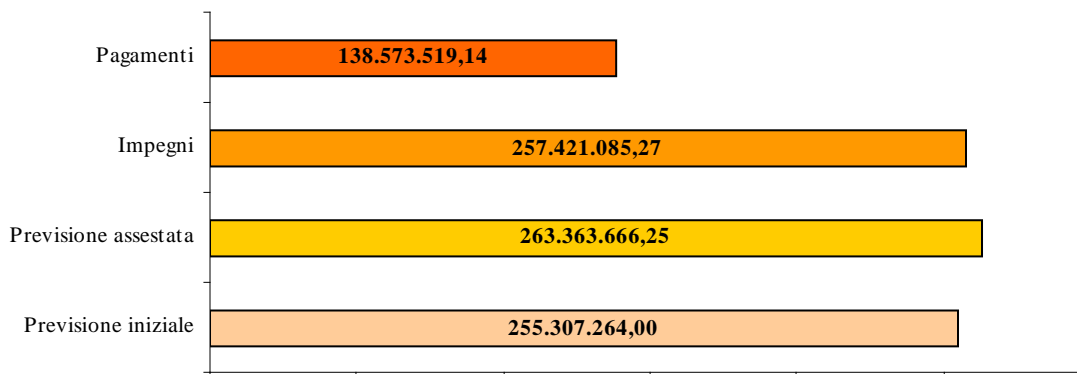 Pagamenti 138.573.519,14
Impegni 257.421.085,27
Previsione assestata 263.363.666,25
Previsione iniziale 255.307.264,00